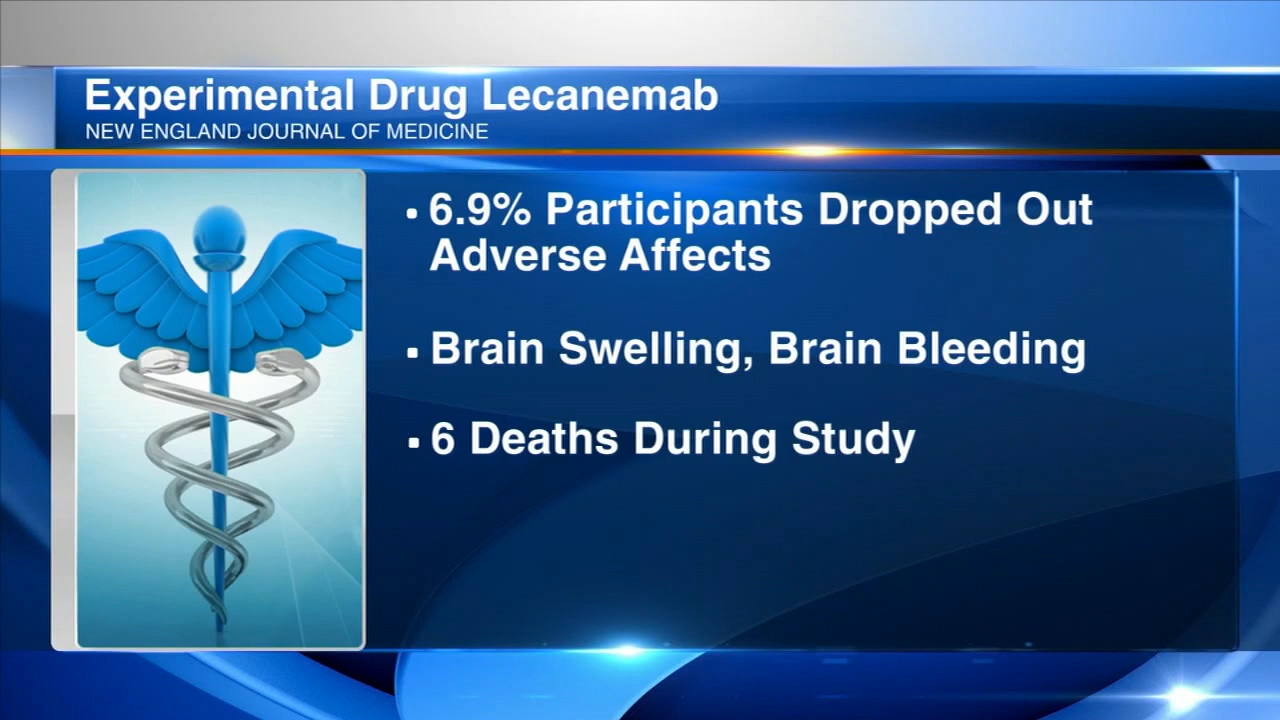 Experimental Drug Lecanemab
NEW ENGLAND JOURNAL OF MEDICINE
▪ 6.9% Participants Dropped Out
Adverse Affects
▪ Brain Swelling, Brain Bleeding
▪ 6 Deaths During Study